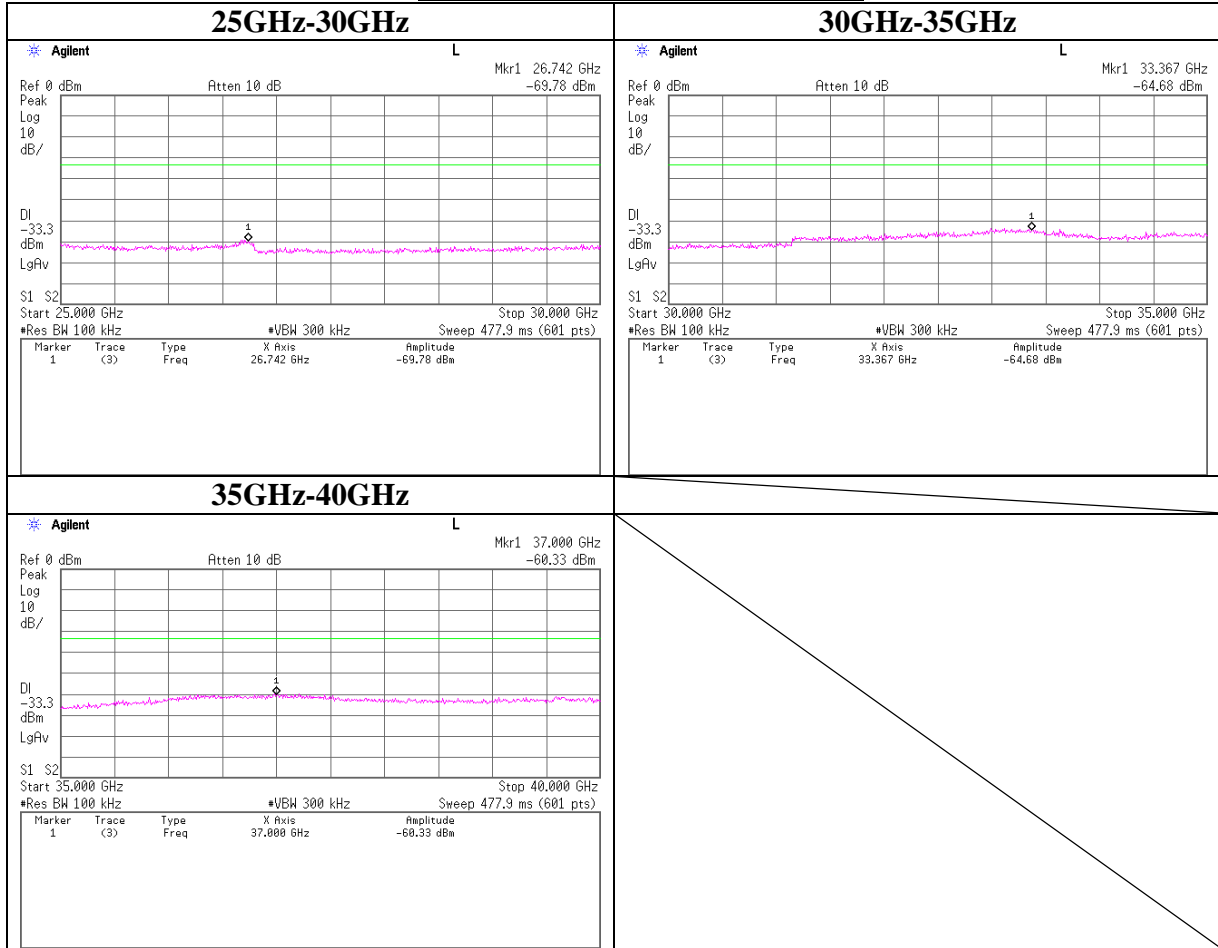 25GHz-30GHz
Agilent
L
Mkr1 26.742 GHz
Ref 0 dBm
Atten 10 dB
-69.78 dBm
Peak
Log
10
dB/
1
DI
-33.3
dBm
LgAv
S1 S2
Start 25.000 GHz
Stop 30.000 GHz
#Res BW 100 kHz
#VBW 300 kHz
Sweep 477.9 ms (601 pts)
Marker Trace Type X Axis Amplitude
1 (3) Freq 26.742 GHz -69.78 dBm
30GHz-35GHz
Agilent
L
Mkr1 33.367 GHz
Ref 0 dBm
Atten 10 dB
-64.68 dBm
Peak
Log
10
dB/
1
DI
-33.3
dBm
LgAv
S1 S2
Start 30.000 GHz
Stop 35.000 GHz
#Res BW 100 kHz
#VBW 300 kHz
Sweep 477.9 ms (601 pts)
Marker Trace Type X Axis Amplitude
1 (3) Freq 33.367 GHz -64.68 dBm
35GHz-40GHz
Agilent
L
Mkr1 37.000 GHz
Ref 0 dBm
Atten 10 dB
-60.33 dBm
Peak
Log
10
dB/
1
DI
-33.3
dBm
LgAv
S1 S2
Start 35.000 GHz
Stop 40.000 GHz
#Res BW 100 kHz
#VBW 300 kHz
Sweep 477.9 ms (601 pts)
Marker Trace Type X Axis Amplitude
1 (3) Freq 37.000 GHz -60.33 dBm